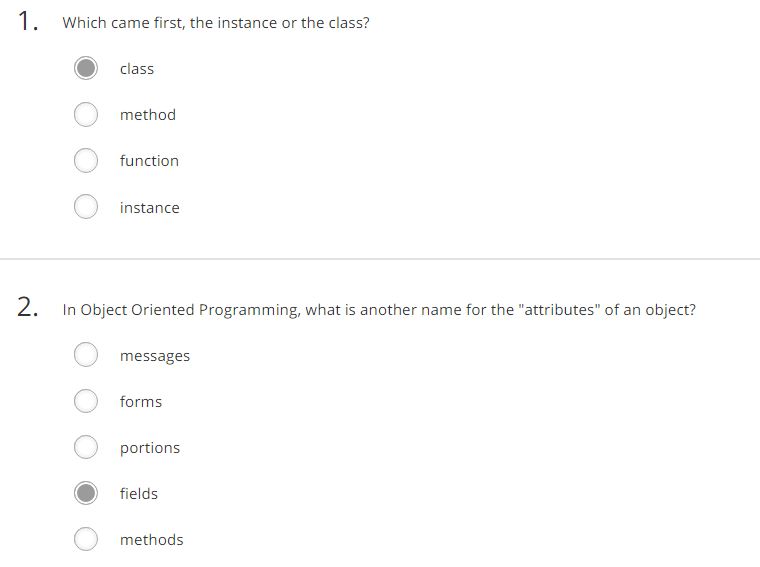 1. Which came first, the instance or the class?
class
method
function
instance
2. In Object Oriented Programming, what is another name for the "attributes" of an object?
messages
forms
portions
fields
methods